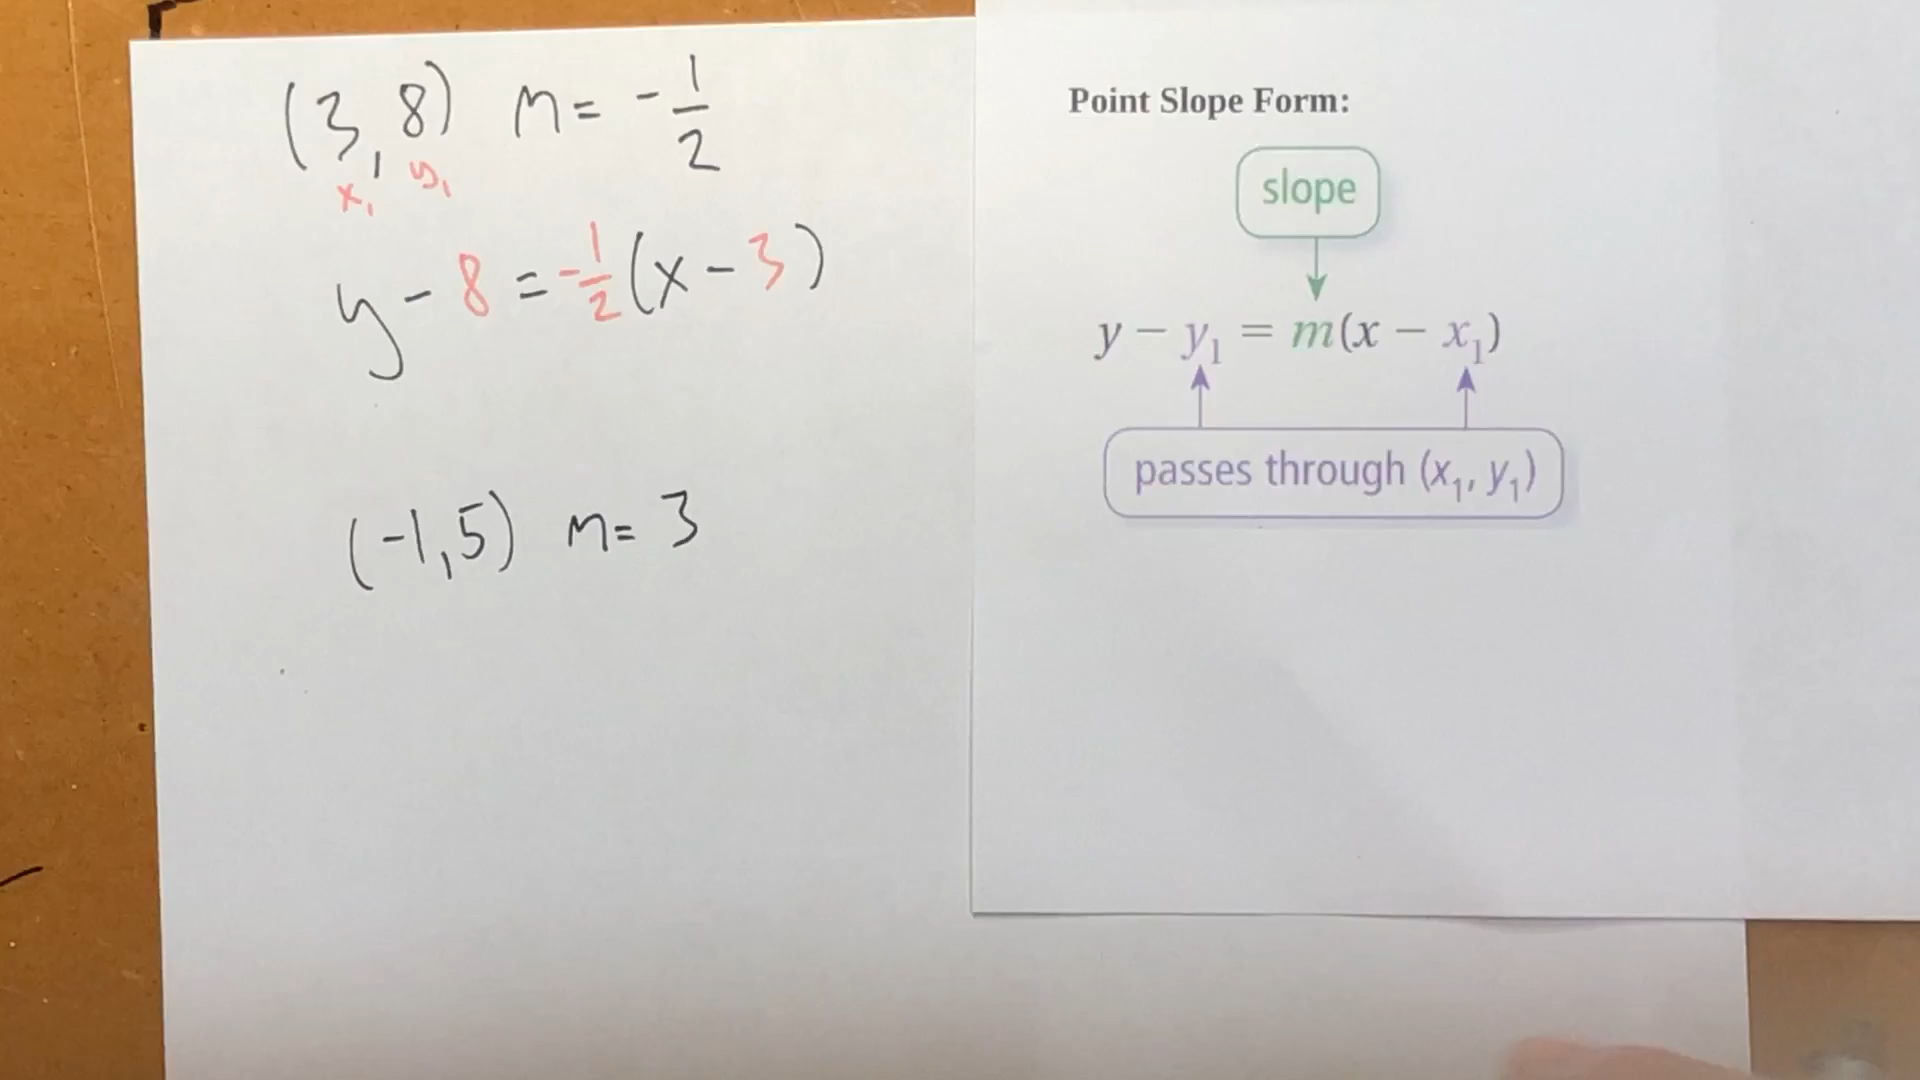 (3, 8) m = -1/2
x₁ y₁
y - 8 = -1/2 (x - 3)
(-1, 5) m = 3
Point Slope Form:
slope
y − y₁ = m(x − x₁)
passes through (x₁, y₁)